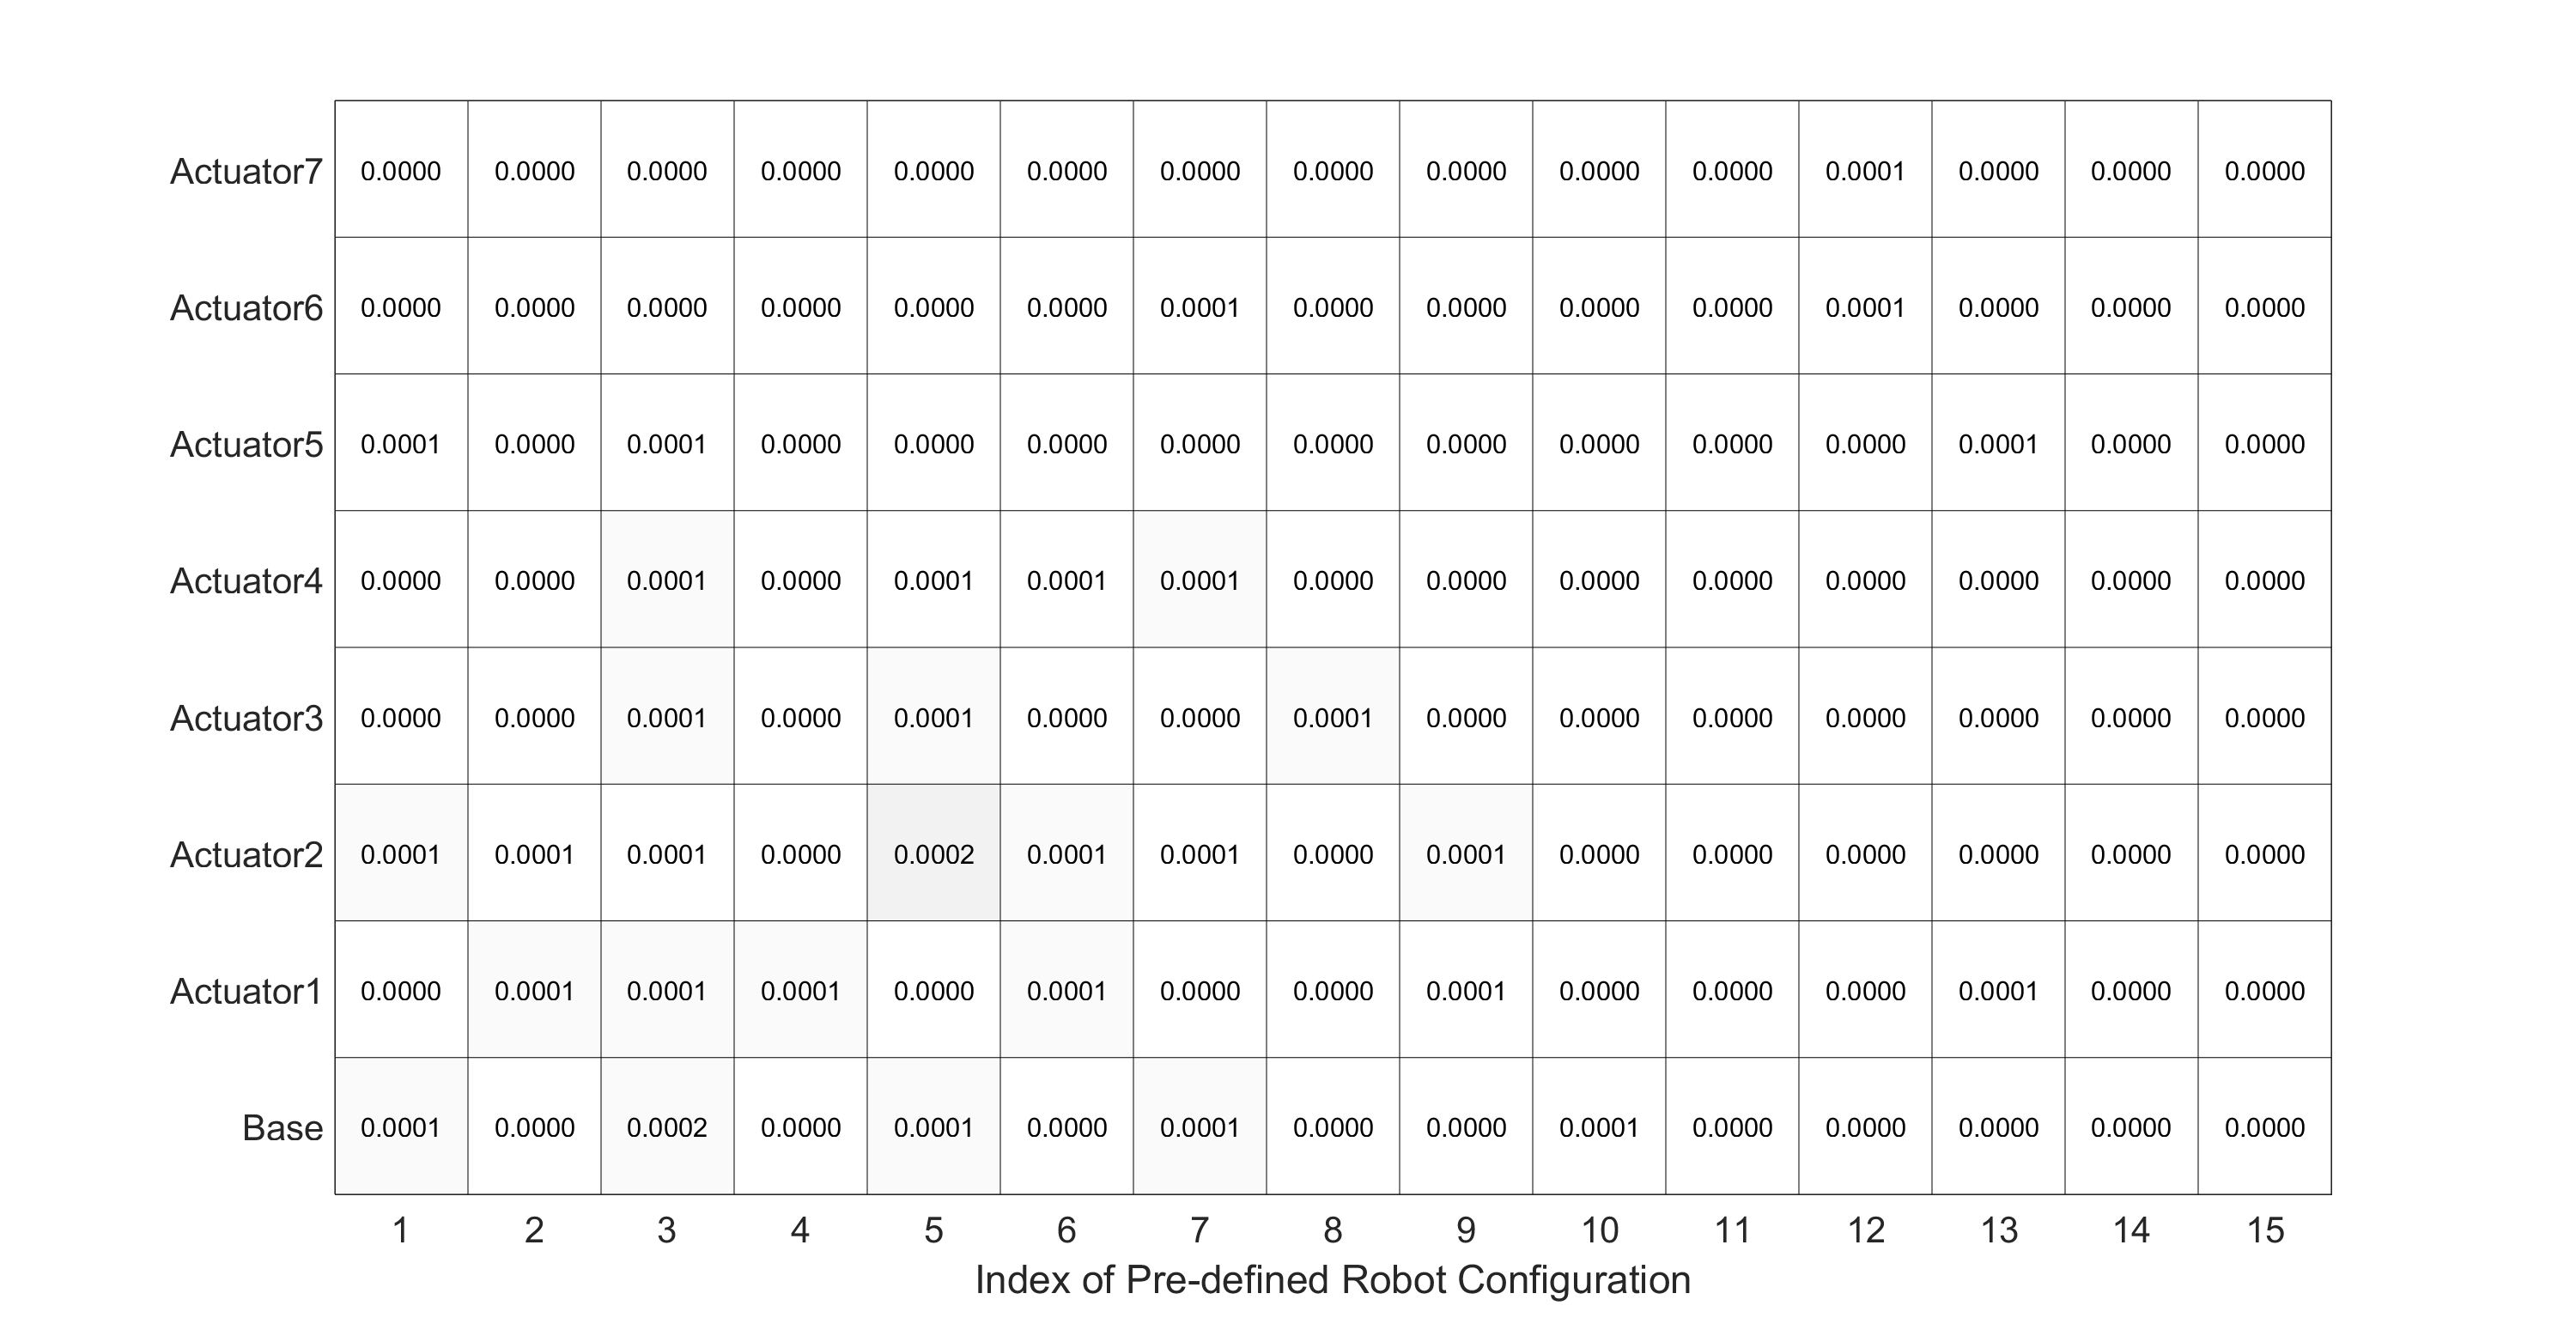 Actuator7 0.0000 0.0000 0.0000 0.0000 0.0000 0.0000 0.0000 0.0000 0.0000 0.0000 0.0000 0.0001 0.0000 0.0000 0.0000
Actuator6 0.0000 0.0000 0.0000 0.0000 0.0000 0.0000 0.0001 0.0000 0.0000 0.0000 0.0000 0.0001 0.0000 0.0000 0.0000
Actuator5 0.0001 0.0000 0.0001 0.0000 0.0000 0.0000 0.0000 0.0000 0.0000 0.0000 0.0000 0.0000 0.0001 0.0000 0.0000
Actuator4 0.0000 0.0000 0.0001 0.0000 0.0001 0.0001 0.0001 0.0000 0.0000 0.0000 0.0000 0.0000 0.0000 0.0000 0.0000
Actuator3 0.0000 0.0000 0.0001 0.0000 0.0001 0.0000 0.0000 0.0001 0.0000 0.0000 0.0000 0.0000 0.0000 0.0000 0.0000
Actuator2 0.0001 0.0001 0.0001 0.0000 0.0002 0.0001 0.0001 0.0000 0.0001 0.0000 0.0000 0.0000 0.0000 0.0000 0.0000
Actuator1 0.0000 0.0001 0.0001 0.0001 0.0000 0.0001 0.0000 0.0000 0.0001 0.0000 0.0000 0.0000 0.0001 0.0000 0.0000
Base 0.0001 0.0000 0.0002 0.0000 0.0001 0.0000 0.0001 0.0000 0.0000 0.0001 0.0000 0.0000 0.0000 0.0000 0.0000
1 2 3 4 5 6 7 8 9 10 11 12 13 14 15
Index of Pre-defined Robot Configuration